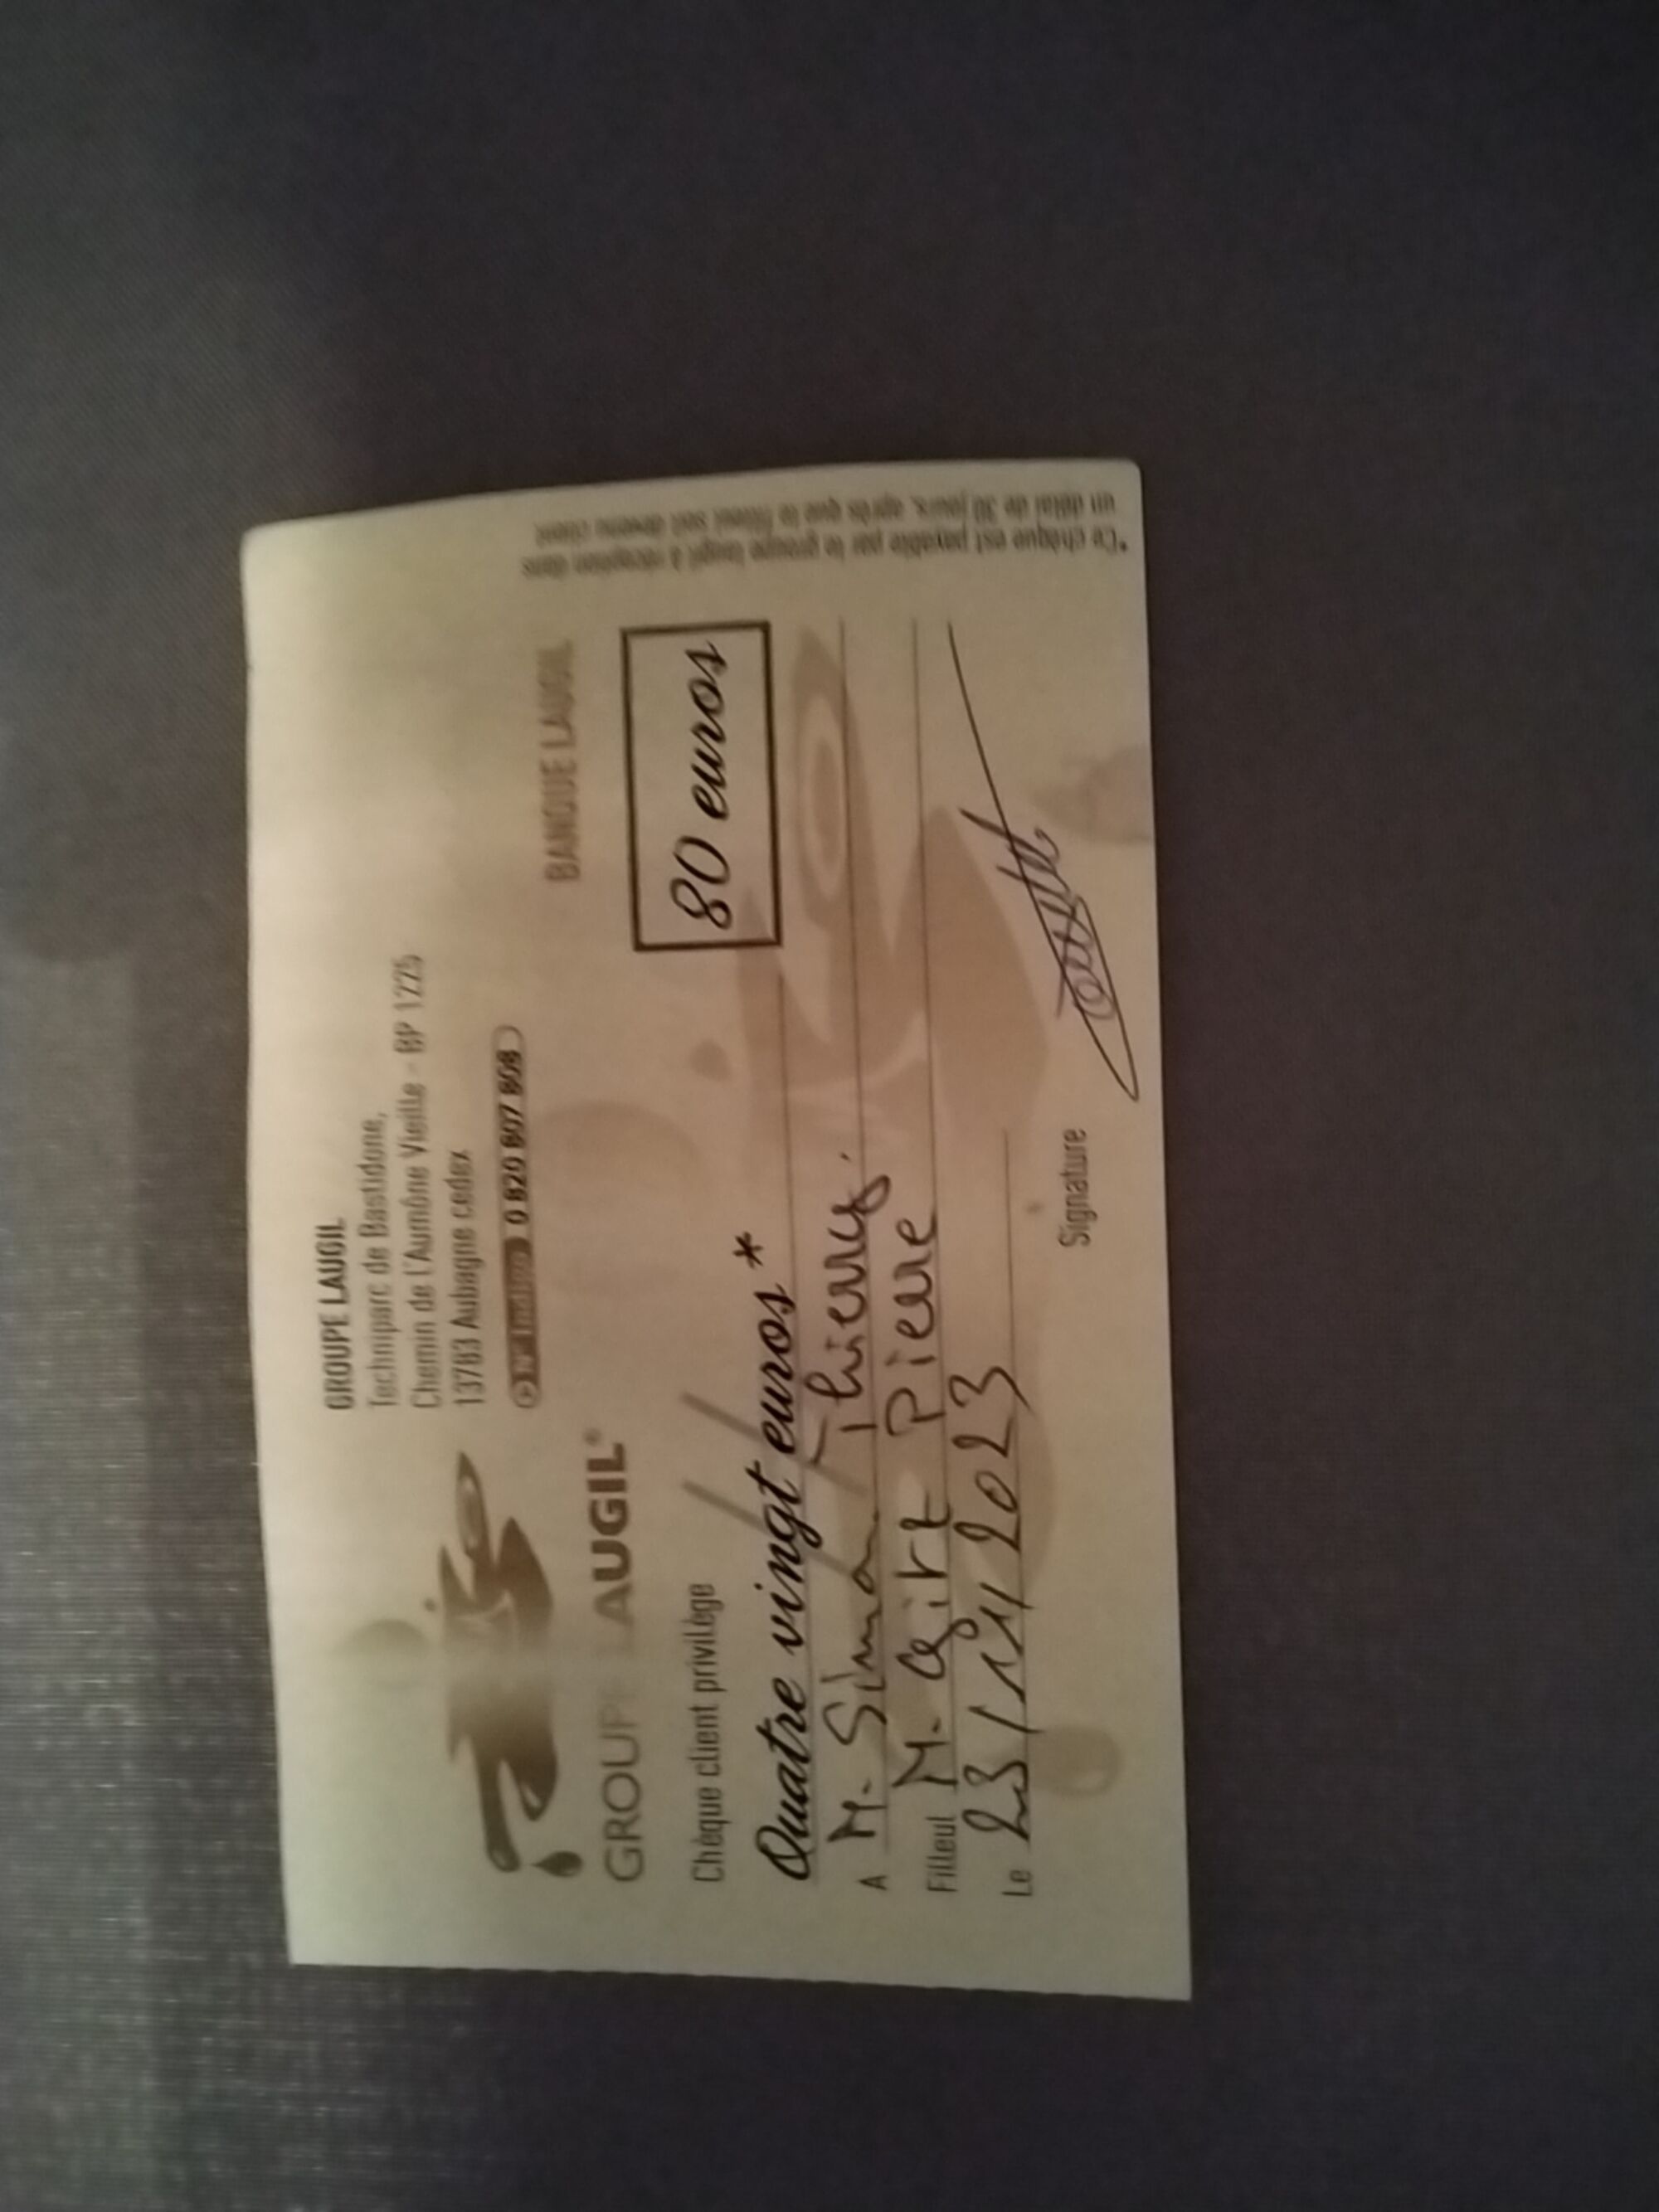 GROUPE LAUGIL
Techniparc de Bastidone,
Chemin de l'Aumône Vieille - BP 1225
13783 Aubagne cedex
N° Indigo 0 820 807 808
GROUPE LAUGIL®
BANQUE LAUGIL
Chèque client privilège
80 euros
Quatre vingt euros*
A M. Simon Thierry.
Filleul M. Pierre
Le 23/11/2023
Signature
*Ce chèque est payable par le groupe laugil à réception dans
un délai de 30 jours, après que le filleul soit devenu client